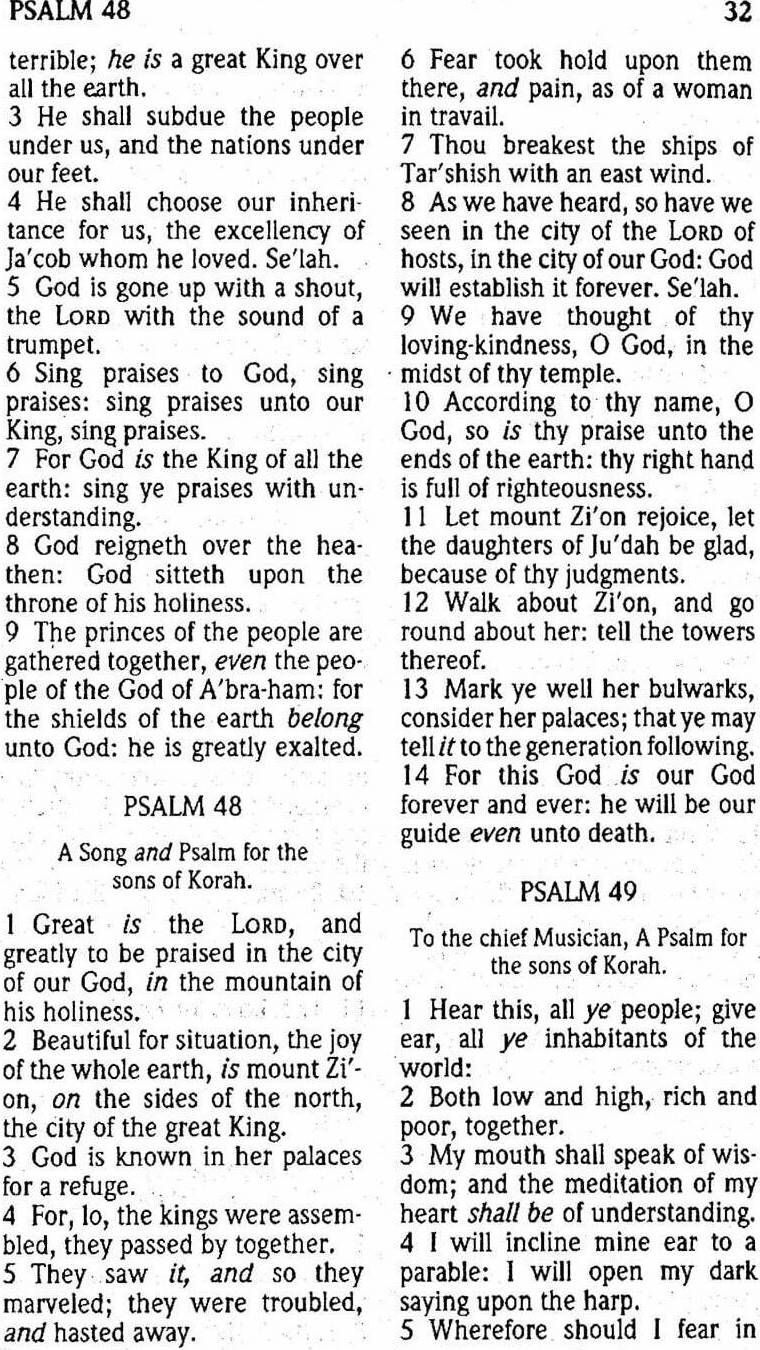 PSALM 48
32
terrible; he is a great King over
all the earth.
3 He shall subdue the people
under us, and the nations under
our feet.
4 He shall choose our inheri-
tance for us, the excellency of
Ja'cob whom he loved. Se'lah.
5 God is gone up with a shout,
the LORD with the sound of a
trumpet.
6 Sing praises to God, sing
praises: sing praises unto our
King, sing praises.
7 For God is the King of all the
earth: sing ye praises with un-
derstanding.
8 God reigneth over the hea-
then: God sitteth upon the
throne of his holiness.
9 The princes of the people are
gathered together, even the peo-
ple of the God of A'bra-ham: for
the shields of the earth belong
unto God: he is greatly exalted.
PSALM 48
A Song and Psalm for the
sons of Korah.
1 Great is the LORD, and
greatly to be praised in the city
of our God, in the mountain of
his holiness.
2 Beautiful for situation, the joy
of the whole earth, is mount Zi'-
on, on the sides of the north,
the city of the great King.
3 God is known in her palaces
for a refuge.
4 For, lo, the kings were assem-
bled, they passed by together.
5 They saw it, and so they
marveled; they were troubled,
and hasted away.
6 Fear took hold upon them
there, and pain, as of a woman
in travail.
7 Thou breakest the ships of
Tar'shish with an east wind.
8 As we have heard, so have we
seen in the city of the LORD of
hosts, in the city of our God: God
will establish it forever. Se'lah.
9 We have thought of thy
loving-kindness, O God, in the
midst of thy temple.
10 According to thy name, O
God, so is thy praise unto the
ends of the earth: thy right hand
is full of righteousness.
11 Let mount Zi'on rejoice, let
the daughters of Ju'dah be glad,
because of thy judgments.
12 Walk about Zi'on, and go
round about her: tell the towers
thereof.
13 Mark ye well her bulwarks,
consider her palaces; that ye may
tell it to the generation following.
14 For this God is our God
forever and ever: he will be our
guide even unto death.
PSALM 49
To the chief Musician, A Psalm for
the sons of Korah.
1 Hear this, all ye people; give
ear, all ye inhabitants of the
world:
2 Both low and high, rich and
poor, together.
3 My mouth shall speak of wis-
dom; and the meditation of my
heart shall be of understanding.
4 I will incline mine ear to a
parable: I will open my dark
saying upon the harp.
5 Wherefore should I fear in